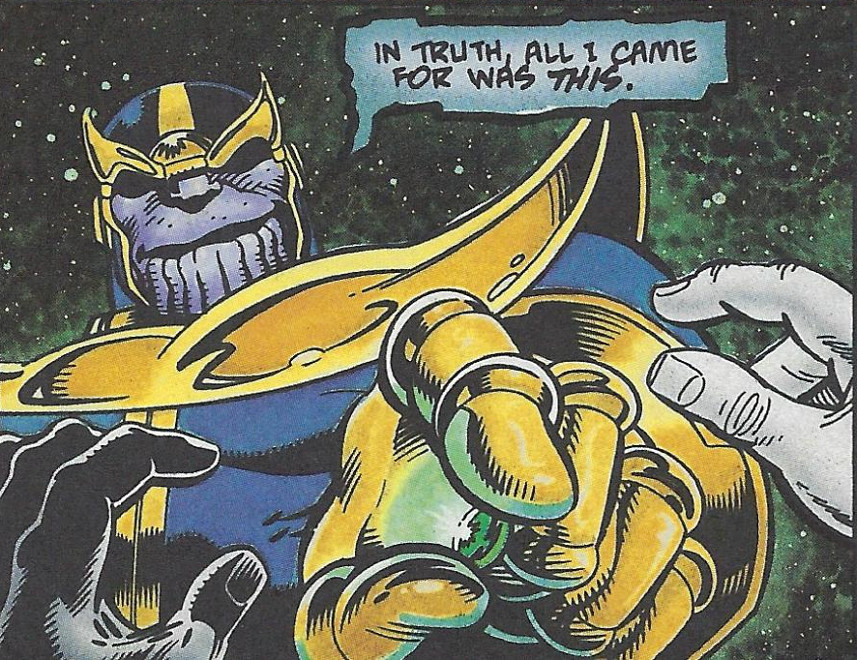 IN TRUTH, ALL I CAME
FOR WAS THIS.